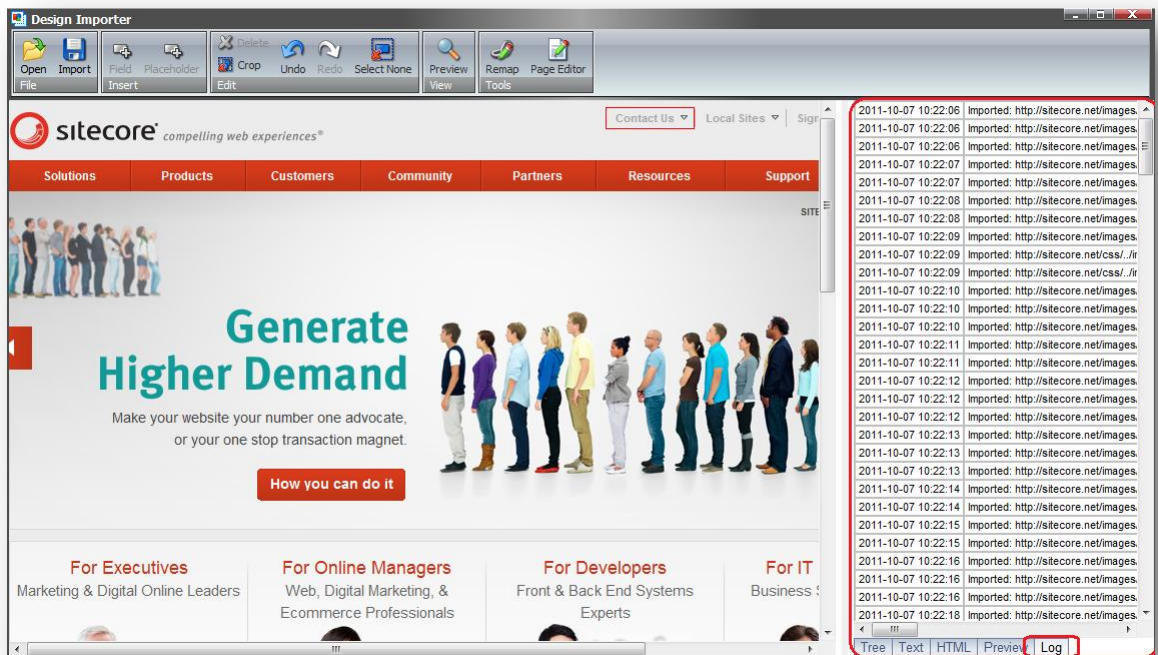 Design Importer
Open Import Field Placeholder Delete Crop Undo Redo Select None Preview Remap Page Editor
File Insert Edit View Tools
sitecore compelling web experiences®
Contact Us Local Sites Sign
Solutions Products Customers Community Partners Resources Support
SITE
Generate
Higher Demand
Make your website your number one advocate,
or your one stop transaction magnet.
How you can do it
For Executives
Marketing & Digital Online Leaders
For Online Managers
Web, Digital Marketing, &
Ecommerce Professionals
For Developers
Front & Back End Systems
Experts
For IT
Business
2011-10-07 10:22:06 Imported: http://sitecore.net/images/
2011-10-07 10:22:06 Imported: http://sitecore.net/images/
2011-10-07 10:22:06 Imported: http://sitecore.net/images/
2011-10-07 10:22:07 Imported: http://sitecore.net/images/
2011-10-07 10:22:07 Imported: http://sitecore.net/images/
2011-10-07 10:22:08 Imported: http://sitecore.net/images/
2011-10-07 10:22:08 Imported: http://sitecore.net/images/
2011-10-07 10:22:09 Imported: http://sitecore.net/images/
2011-10-07 10:22:09 Imported: http://sitecore.net/css/../ir
2011-10-07 10:22:09 Imported: http://sitecore.net/css/../ir
2011-10-07 10:22:10 Imported: http://sitecore.net/images/
2011-10-07 10:22:10 Imported: http://sitecore.net/images/
2011-10-07 10:22:10 Imported: http://sitecore.net/images/
2011-10-07 10:22:11 Imported: http://sitecore.net/images/
2011-10-07 10:22:11 Imported: http://sitecore.net/images/
2011-10-07 10:22:12 Imported: http://sitecore.net/images/
2011-10-07 10:22:12 Imported: http://sitecore.net/images/
2011-10-07 10:22:12 Imported: http://sitecore.net/images/
2011-10-07 10:22:13 Imported: http://sitecore.net/images/
2011-10-07 10:22:13 Imported: http://sitecore.net/images/
2011-10-07 10:22:13 Imported: http://sitecore.net/images/
2011-10-07 10:22:14 Imported: http://sitecore.net/images/
2011-10-07 10:22:14 Imported: http://sitecore.net/images/
2011-10-07 10:22:15 Imported: http://sitecore.net/images/
2011-10-07 10:22:15 Imported: http://sitecore.net/images/
2011-10-07 10:22:16 Imported: http://sitecore.net/images/
2011-10-07 10:22:16 Imported: http://sitecore.net/images/
2011-10-07 10:22:16 Imported: http://sitecore.net/images/
2011-10-07 10:22:18 Imported: http://sitecore.net/images/
Tree Text HTML Preview Log